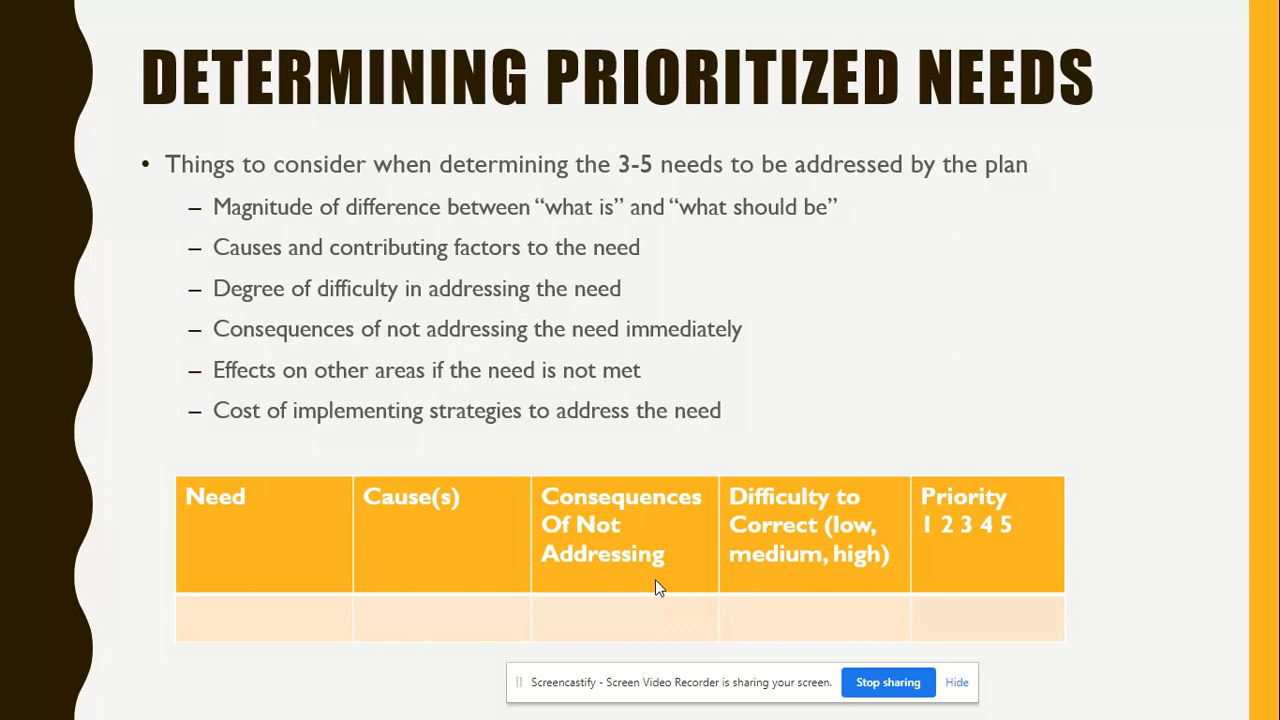 DETERMINING PRIORITIZED NEEDS
• Things to consider when determining the 3-5 needs to be addressed by the plan
– Magnitude of difference between “what is” and “what should be”
– Causes and contributing factors to the need
– Degree of difficulty in addressing the need
– Consequences of not addressing the need immediately
– Effects on other areas if the need is not met
– Cost of implementing strategies to address the need
Need
Cause(s)
Consequences
Of Not
Addressing
Difficulty to
Correct (low,
medium, high)
Priority
1 2 3 4 5
Screencastify - Screen Video Recorder is sharing your screen.
Stop sharing
Hide